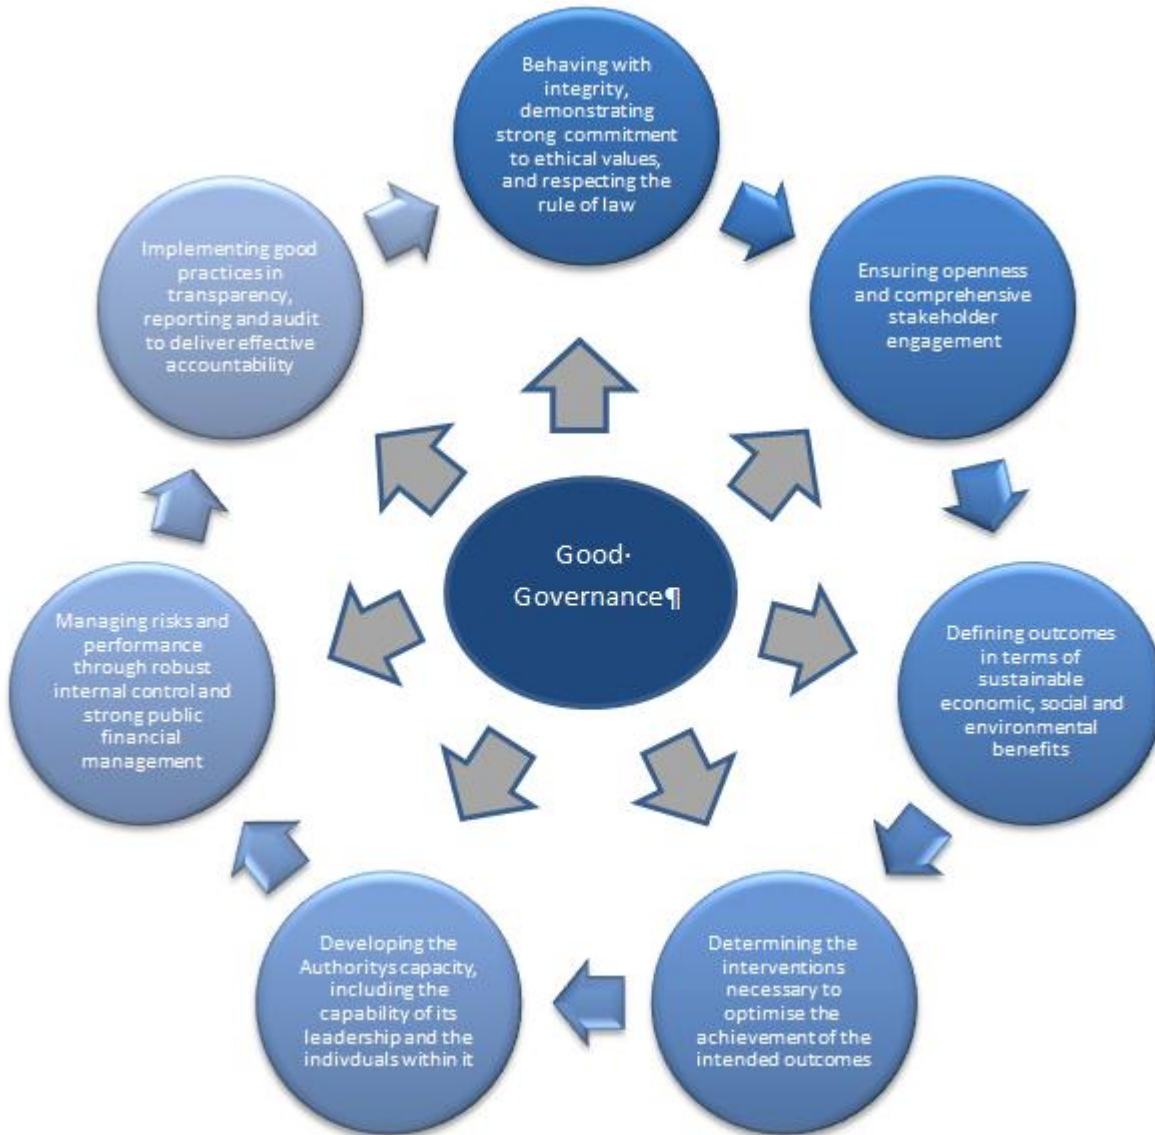 Behaving with
integrity,
demonstrating
strong commitment
to ethical values,
and respecting the
rule of law
Ensuring openness
and comprehensive
stakeholder
engagement
Defining outcomes
in terms of
sustainable
economic, social and
environmental
benefits
Determining the
interventions
necessary to
optimise the
achievement of the
intended outcomes
Developing the
Authoritys capacity,
including the
capability of its
leadership and the
indivduals within it
Managing risks and
performance
through robust
internal control and
strong public
financial
management
Implementing good
practices in
transparency,
reporting and audit
to deliver effective
accountability
Good·
Governance¶